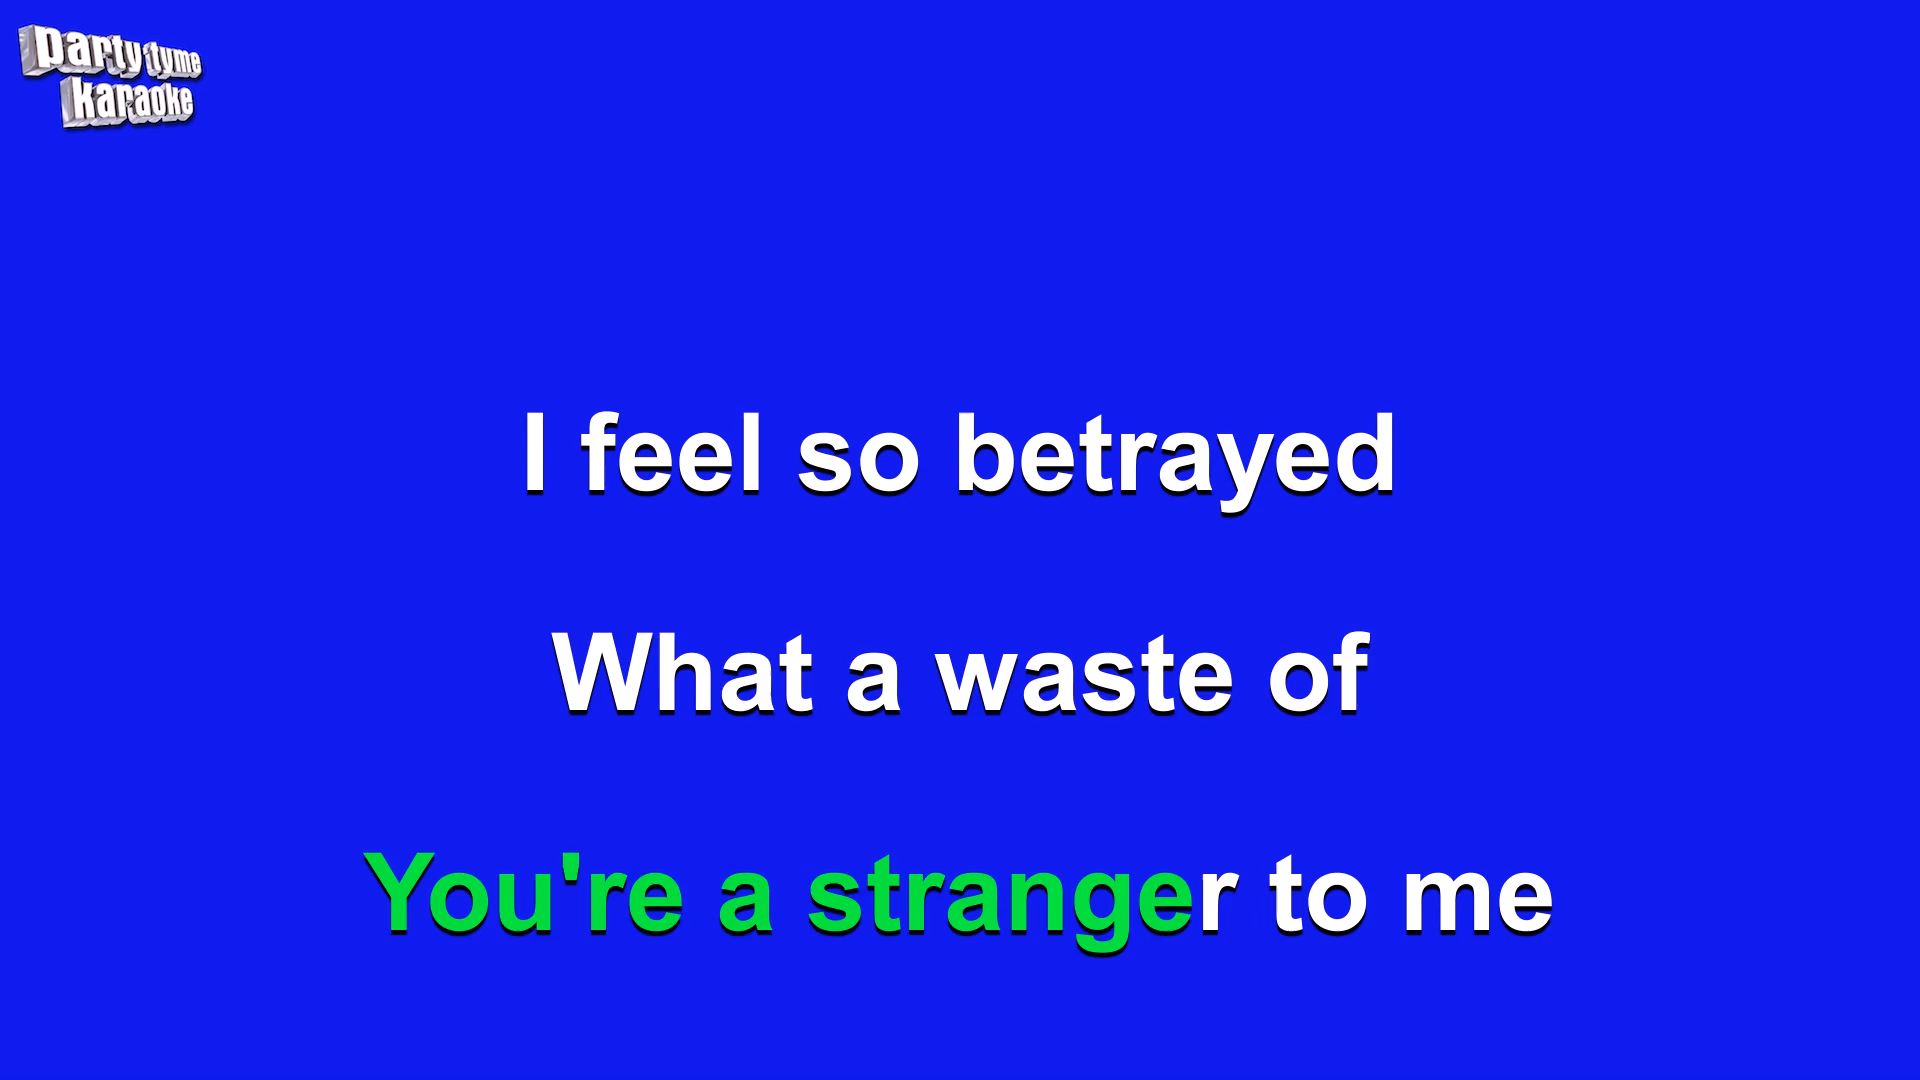 party tyme
karaoke
I feel so betrayed
What a waste of
You're a stranger to me